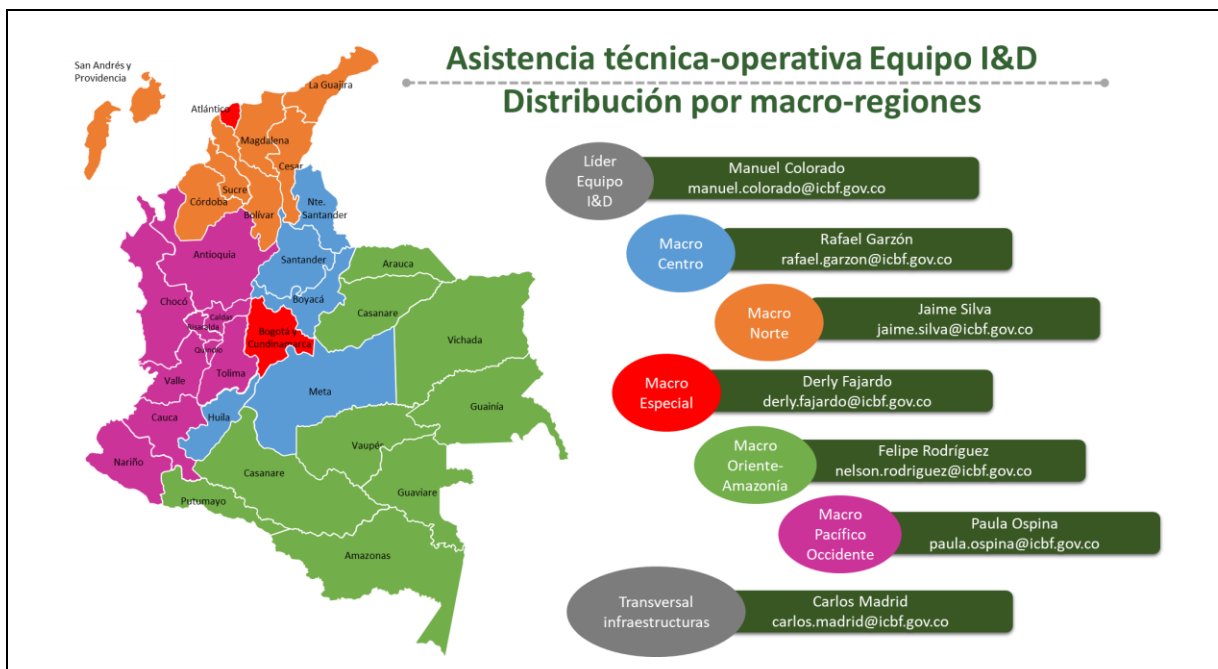 Asistencia técnica-operativa Equipo I&D
Distribución por macro-regiones
San Andrés y
Providencia
La Guajira
Atlántico
Magdalena
Cesar
Sucre
Córdoba
Bolívar
Nte.
Santander
Antioquia
Santander
Arauca
Chocó
Boyacá
Casanare
Caldas
Risaralda
Bogotá y
Cundinamarca
Vichada
Quindío
Tolima
Valle
Meta
Guainía
Cauca
Huila
Vaupés
Nariño
Casanare
Guaviare
Putumayo
Amazonas
Líder
Equipo
I&D
Manuel Colorado
manuel.colorado@icbf.gov.co
Macro
Centro
Rafael Garzón
rafael.garzon@icbf.gov.co
Macro
Norte
Jaime Silva
jaime.silva@icbf.gov.co
Macro
Especial
Derly Fajardo
derly.fajardo@icbf.gov.co
Macro
Oriente-
Amazonía
Felipe Rodríguez
nelson.rodriguez@icbf.gov.co
Macro
Pacífico
Occidente
Paula Ospina
paula.ospina@icbf.gov.co
Transversal
infraestructuras
Carlos Madrid
carlos.madrid@icbf.gov.co